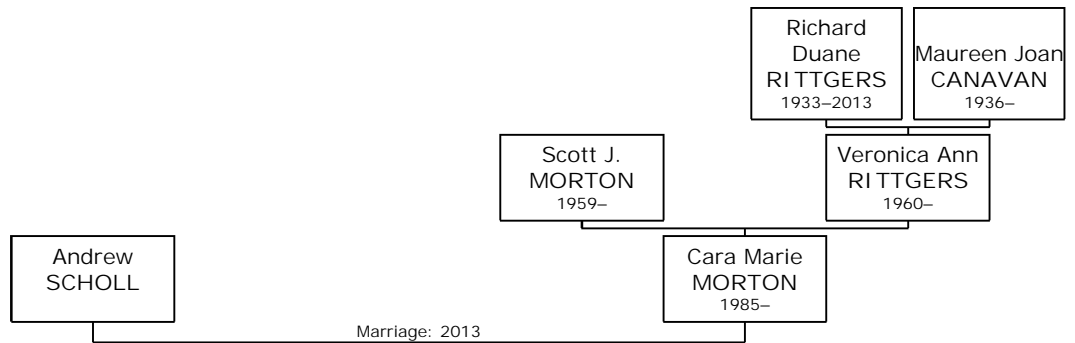 Richard
Duane
RITTGERS
1933–2013
Maureen Joan
CANAVAN
1936–
Scott J.
MORTON
1959–
Veronica Ann
RITTGERS
1960–
Andrew
SCHOLL
Cara Marie
MORTON
1985–
Marriage: 2013